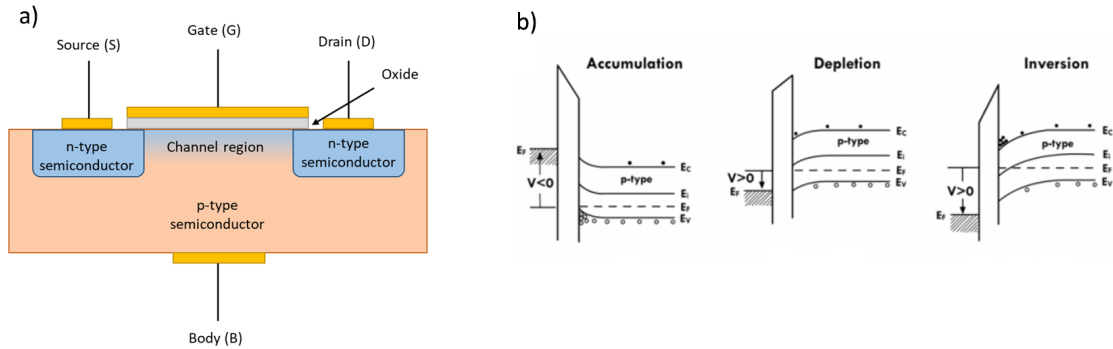 a)
Gate (G)
Source (S)
Drain (D)
Oxide
n-type
semiconductor
Channel region
n-type
semiconductor
p-type
semiconductor
Body (B)
b)
Accumulation
EF
V<0
p-type
EC
Ei
EF
EV
Depletion
V>0
EF
p-type
EC
Ei
EF
EV
Inversion
V>0
EF
p-type
EC
Ei
EF
EV